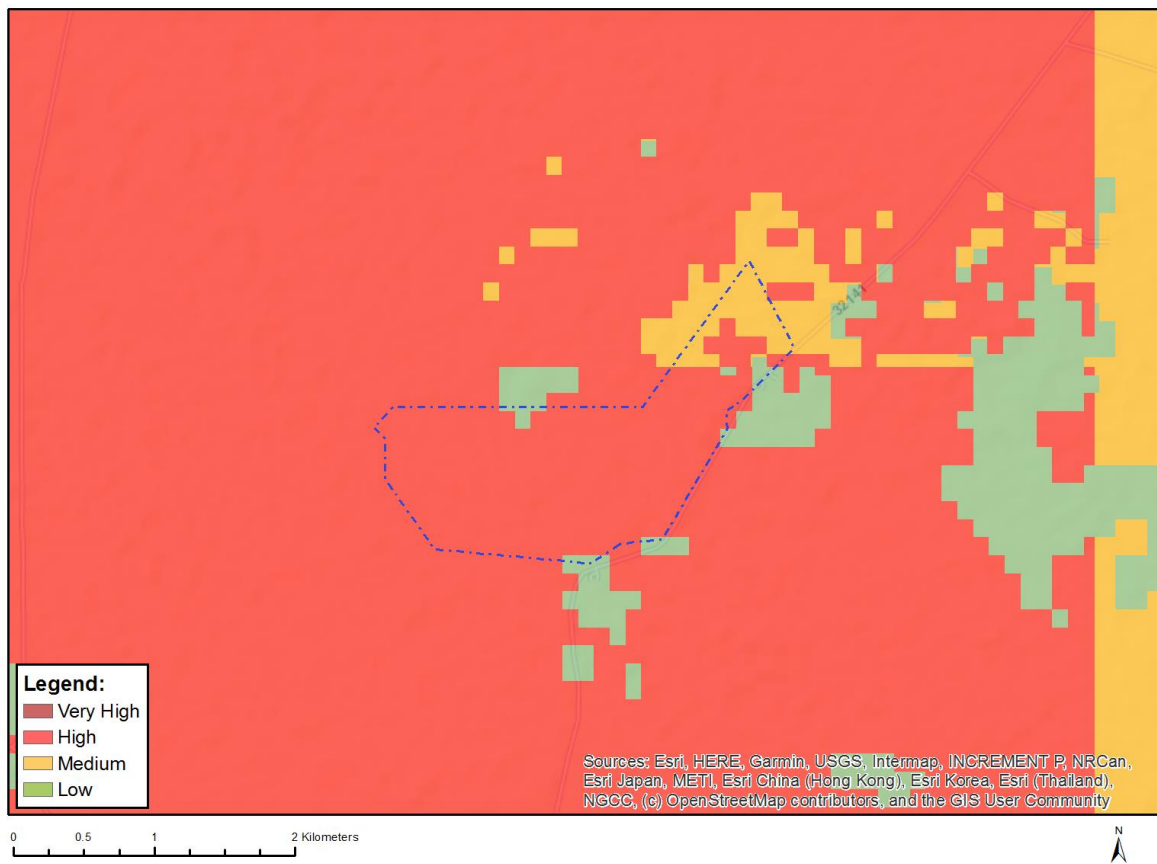 32-141
Legend:
Very High
High
Medium
Low
Sources: Esri, HERE, Garmin, USGS, Intermap, INCREMENT P, NRCan,
Esri Japan, METI, Esri China (Hong Kong), Esri Korea, Esri (Thailand),
NGCC, (c) OpenStreetMap contributors, and the GIS User Community
0 0.5 1 2 Kilometers
N